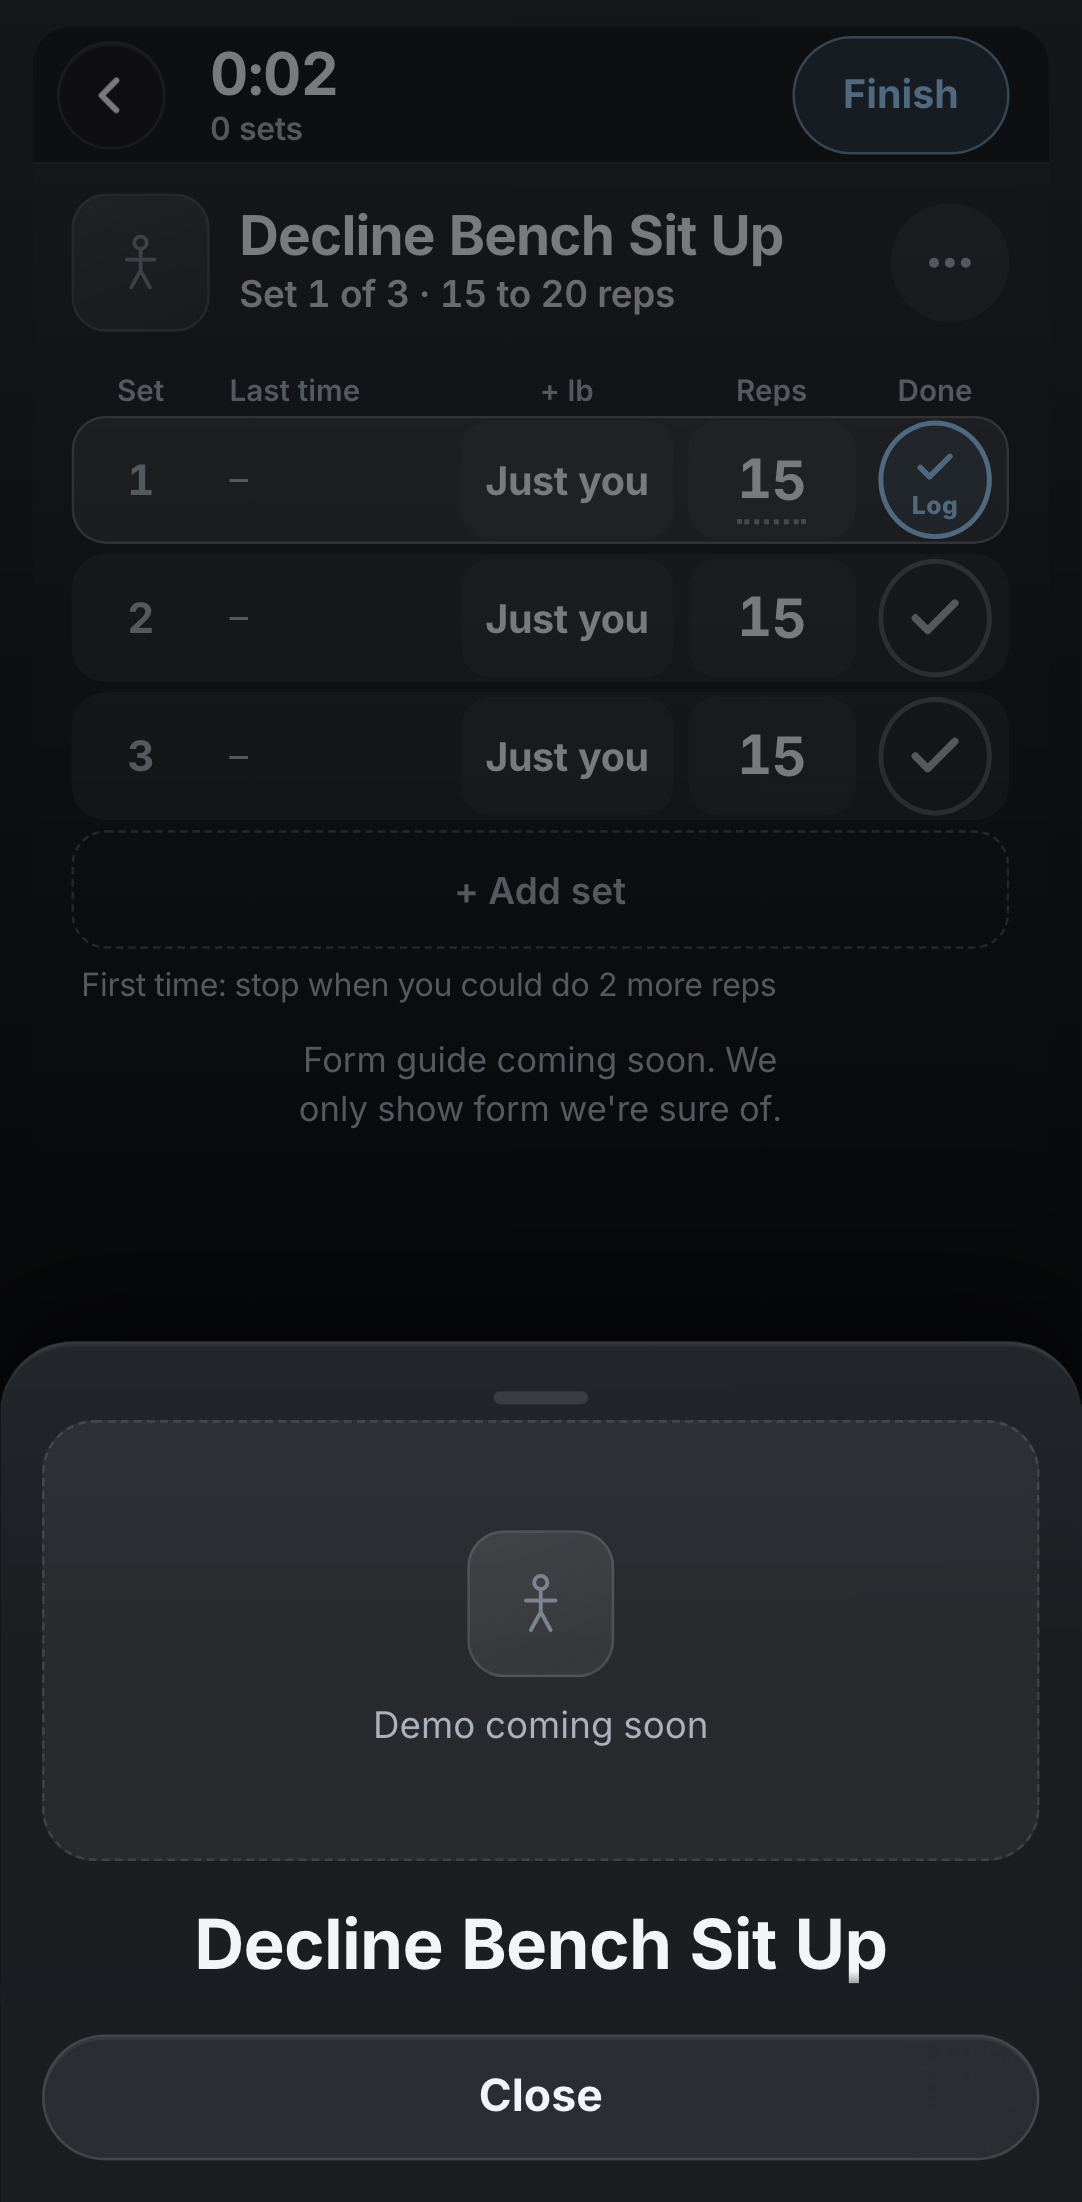 0:02
0 sets
Finish
Decline Bench Sit Up
Set 1 of 3 · 15 to 20 reps
Set Last time + lb Reps Done
1 – Just you 15 Log
2 – Just you 15
3 – Just you 15
+ Add set
First time: stop when you could do 2 more reps
Form guide coming soon. We
only show form we're sure of.
Demo coming soon
Decline Bench Sit Up
Close